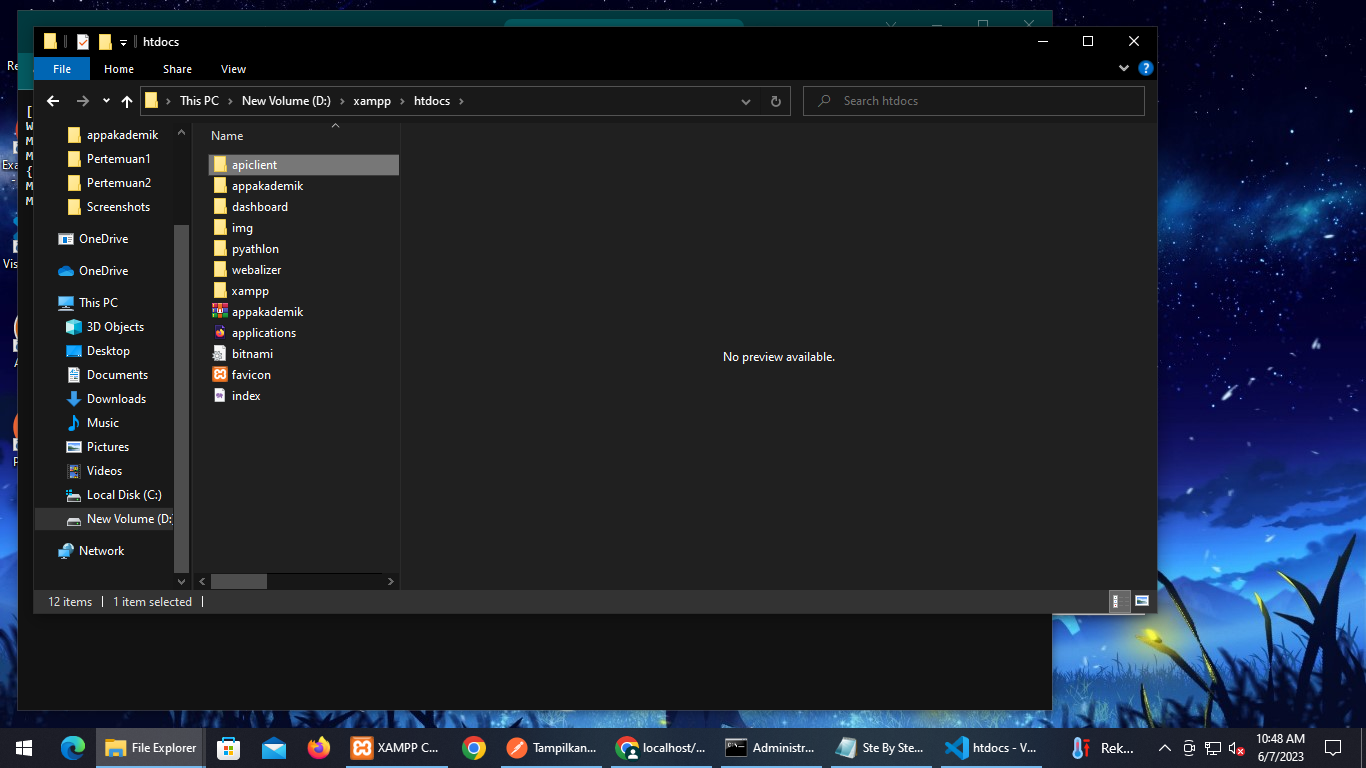 htdocs
File Home Share View
This PC New Volume (D:) xampp htdocs
Search htdocs
appakademik
Pertemuan1
Pertemuan2
Screenshots
OneDrive
OneDrive
This PC
3D Objects
Desktop
Documents
Downloads
Music
Pictures
Videos
Local Disk (C:)
New Volume (D:
Network
Name
apiclient
appakademik
dashboard
img
pyathlon
webalizer
xampp
appakademik
applications
bitnami
favicon
index
No preview available.
12 items 1 item selected
Re
[
W
M
M
{
M
M
Exa
Vis
File Explorer
XAMPP C...
Tampilkan...
localhost/...
Administr...
Ste By Ste...
htdocs - V...
Rek...
10:48 AM
6/7/2023